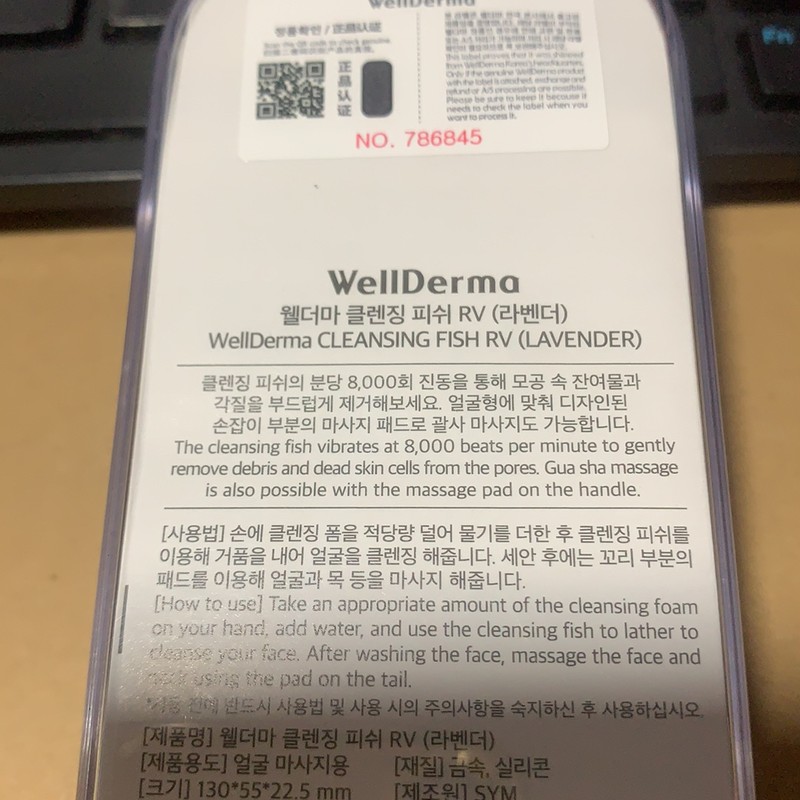 WellDerma
정품확인 / 正品认证
Scan the QR code to check genuine.
正品认证
This label proves that it was shipped
from WellDerma Korea's headquarters.
Only if the genuine WellDerma product
with the label is attached, exchange and
refund or A/S processing are possible.
Please be sure to keep it because it
needs to check the label when you
want to process it.
NO. 786845
WellDerma
웰더마 클렌징 피쉬 RV (라벤더)
WellDerma CLEANSING FISH RV (LAVENDER)
클렌징 피쉬의 분당 8,000회 진동을 통해 모공 속 잔여물과
각질을 부드럽게 제거해보세요. 얼굴형에 맞춰 디자인된
손잡이 부분의 마사지 패드로 괄사 마사지도 가능합니다.
The cleansing fish vibrates at 8,000 beats per minute to gently
remove debris and dead skin cells from the pores. Gua sha massage
is also possible with the massage pad on the handle.
[사용법] 손에 클렌징 폼을 적당량 덜어 물기를 더한 후 클렌징 피쉬를
이용해 거품을 내어 얼굴을 클렌징 해줍니다. 세안 후에는 꼬리 부분의
패드를 이용해 얼굴과 목 등을 마사지 해줍니다.
[How to use] Take an appropriate amount of the cleansing foam
on your hand, add water, and use the cleansing fish to lather to
cleanse your face. After washing the face, massage the face and
neck using the pad on the tail.
*사용 전에 반드시 사용법 및 사용 시의 주의사항을 숙지하신 후 사용하십시오.
[제품명] 웰더마 클렌징 피쉬 RV (라벤더)
[제품용도] 얼굴 마사지용 [재질] 금속, 실리콘
[크기] 130*55*22.5 mm [제조원] SYM
Fn